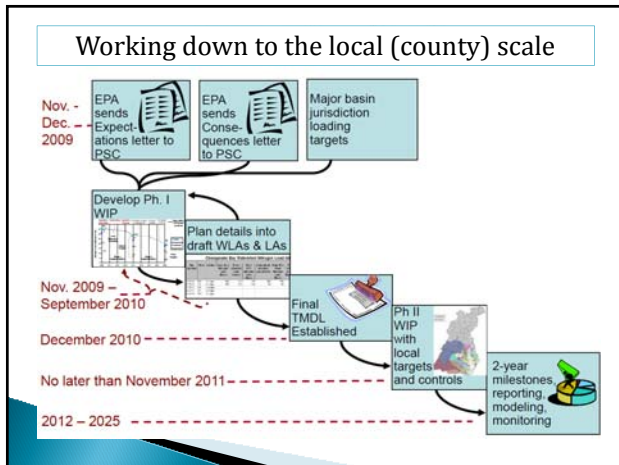 Working down to the local (county) scale
Nov. -
Dec.
2009
EPA
sends
Expect-
ations letter to
PSC
EPA
sends
Conse-
quences letter
to PSC
Major basin
jurisdiction
loading
targets
Develop Ph. I
WIP
Plan details into
draft WLAs & LAs
Nov. 2009 –
September 2010
Final
TMDL
Established
December 2010
Ph II
WIP
with
local
targets
and controls
No later than November 2011
2-year
milestones,
reporting,
modeling,
monitoring
2012 – 2025